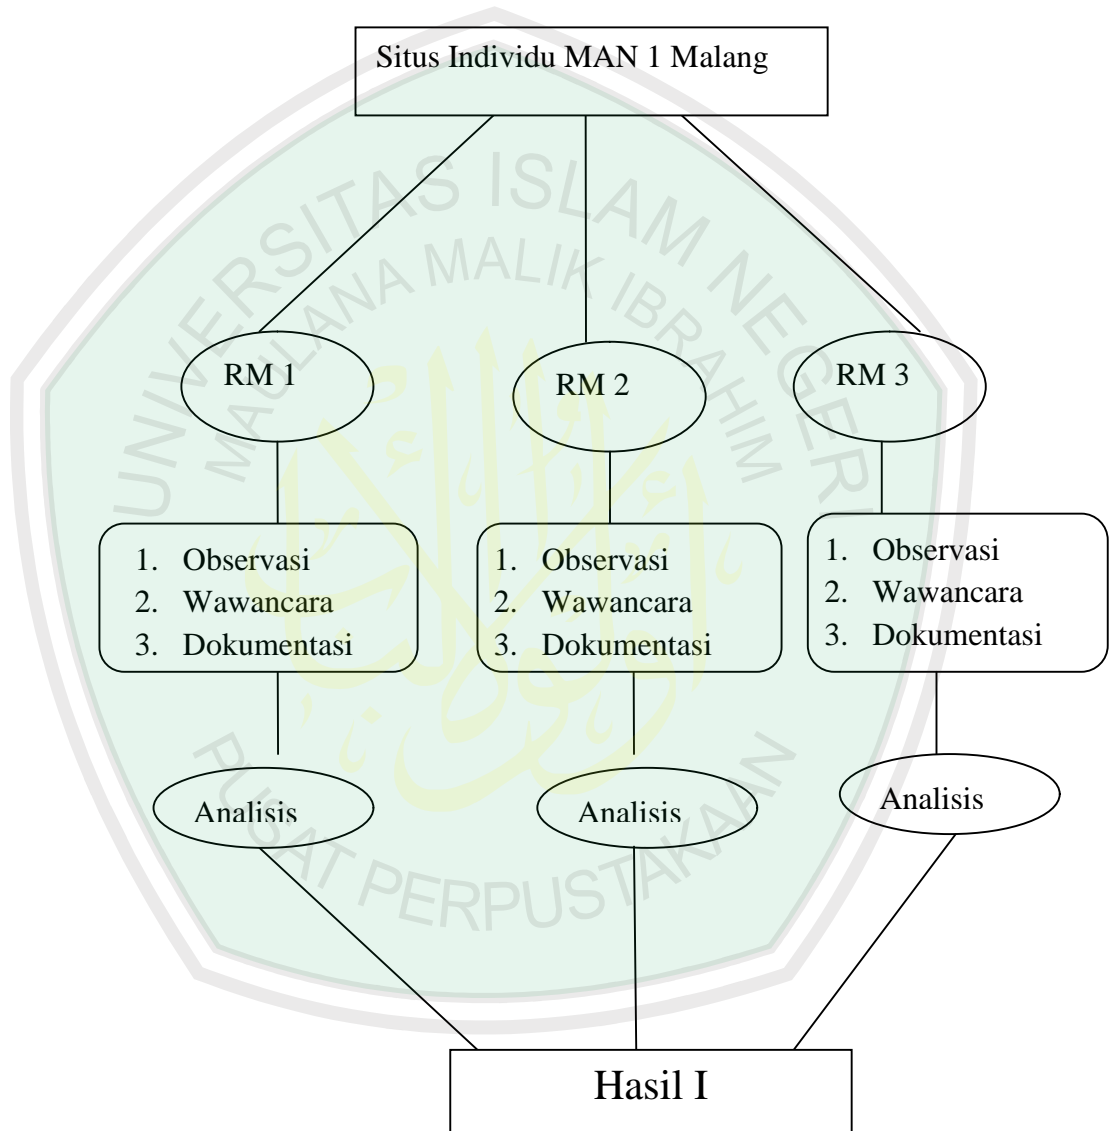 Situs Individu MAN 1 Malang
UNIVERSITAS ISLAM NEGERI
MAULANA MALIK IBRAHIM
RM 1
RM 2
RM 3
1. Observasi
2. Wawancara
3. Dokumentasi
1. Observasi
2. Wawancara
3. Dokumentasi
1. Observasi
2. Wawancara
3. Dokumentasi
Analisis
Analisis
Analisis
PUSAT PERPUSTAKAAN
Hasil I